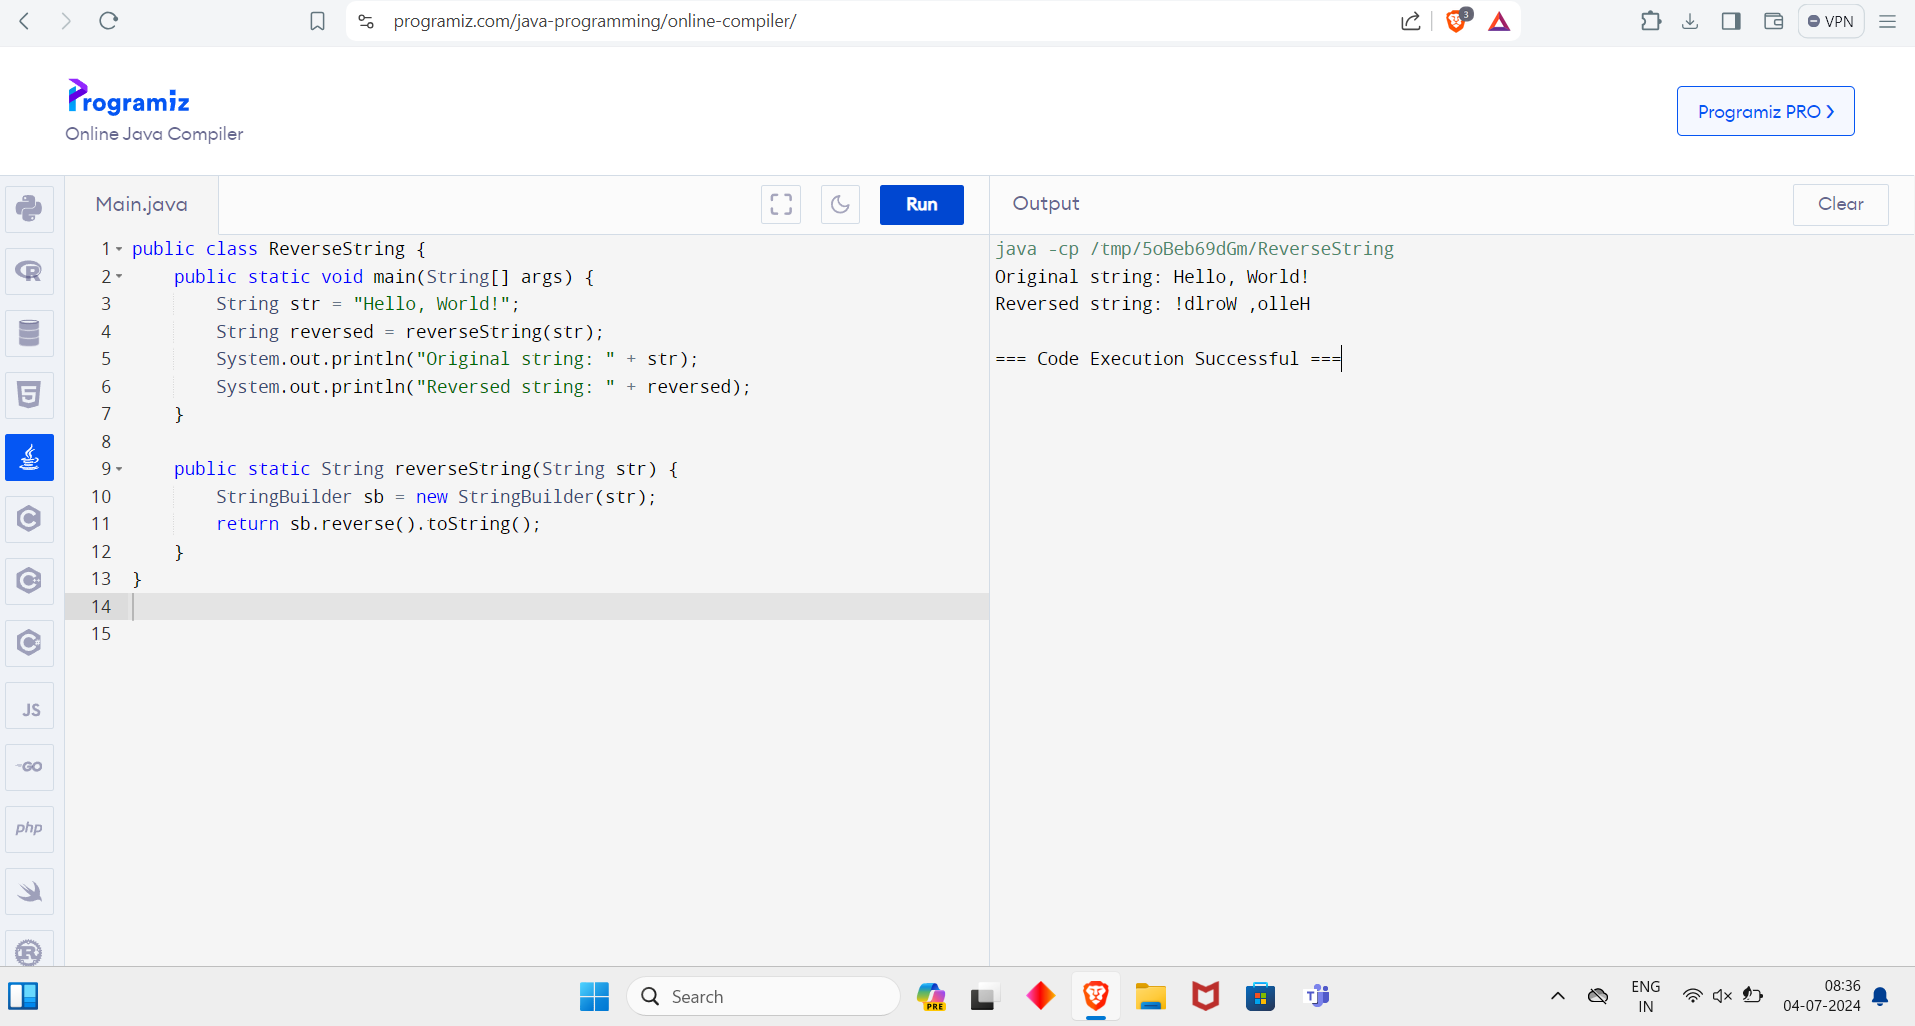 programiz.com/java-programming/online-compiler/
3
VPN
Programiz
Online Java Compiler
Programiz PRO
Main.java
Run
Output
Clear
1 public class ReverseString {
2 public static void main(String[] args) {
3 String str = "Hello, World!";
4 String reversed = reverseString(str);
5 System.out.println("Original string: " + str);
6 System.out.println("Reversed string: " + reversed);
7 }
8
9 public static String reverseString(String str) {
10 StringBuilder sb = new StringBuilder(str);
11 return sb.reverse().toString();
12 }
13 }
14
15
java -cp /tmp/5oBeb69dGm/ReverseString
Original string: Hello, World!
Reversed string: !dlroW ,olleH
=== Code Execution Successful ===
R
5
C
C++
C#
JS
GO
php
R
Search
PRE
T
ENG
IN
08:36
04-07-2024